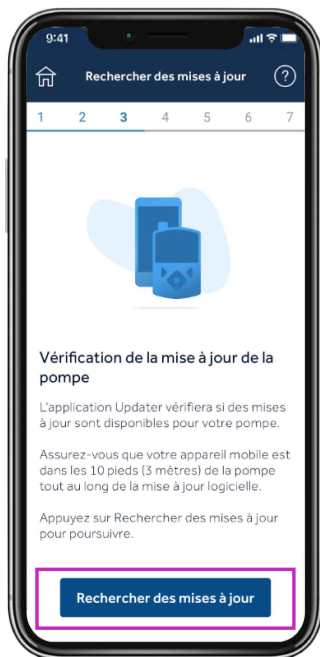 9:41
Rechercher des mises à jour ?
1 2 3 4 5 6 7
Vérification de la mise à jour de la
pompe
L'application Updater vérifiera si des mises
à jour sont disponibles pour votre pompe.
Assurez-vous que votre appareil mobile est
dans les 10 pieds (3 mètres) de la pompe
tout au long de la mise à jour logicielle.
Appuyez sur Rechercher des mises à jour
pour poursuivre.
Rechercher des mises à jour